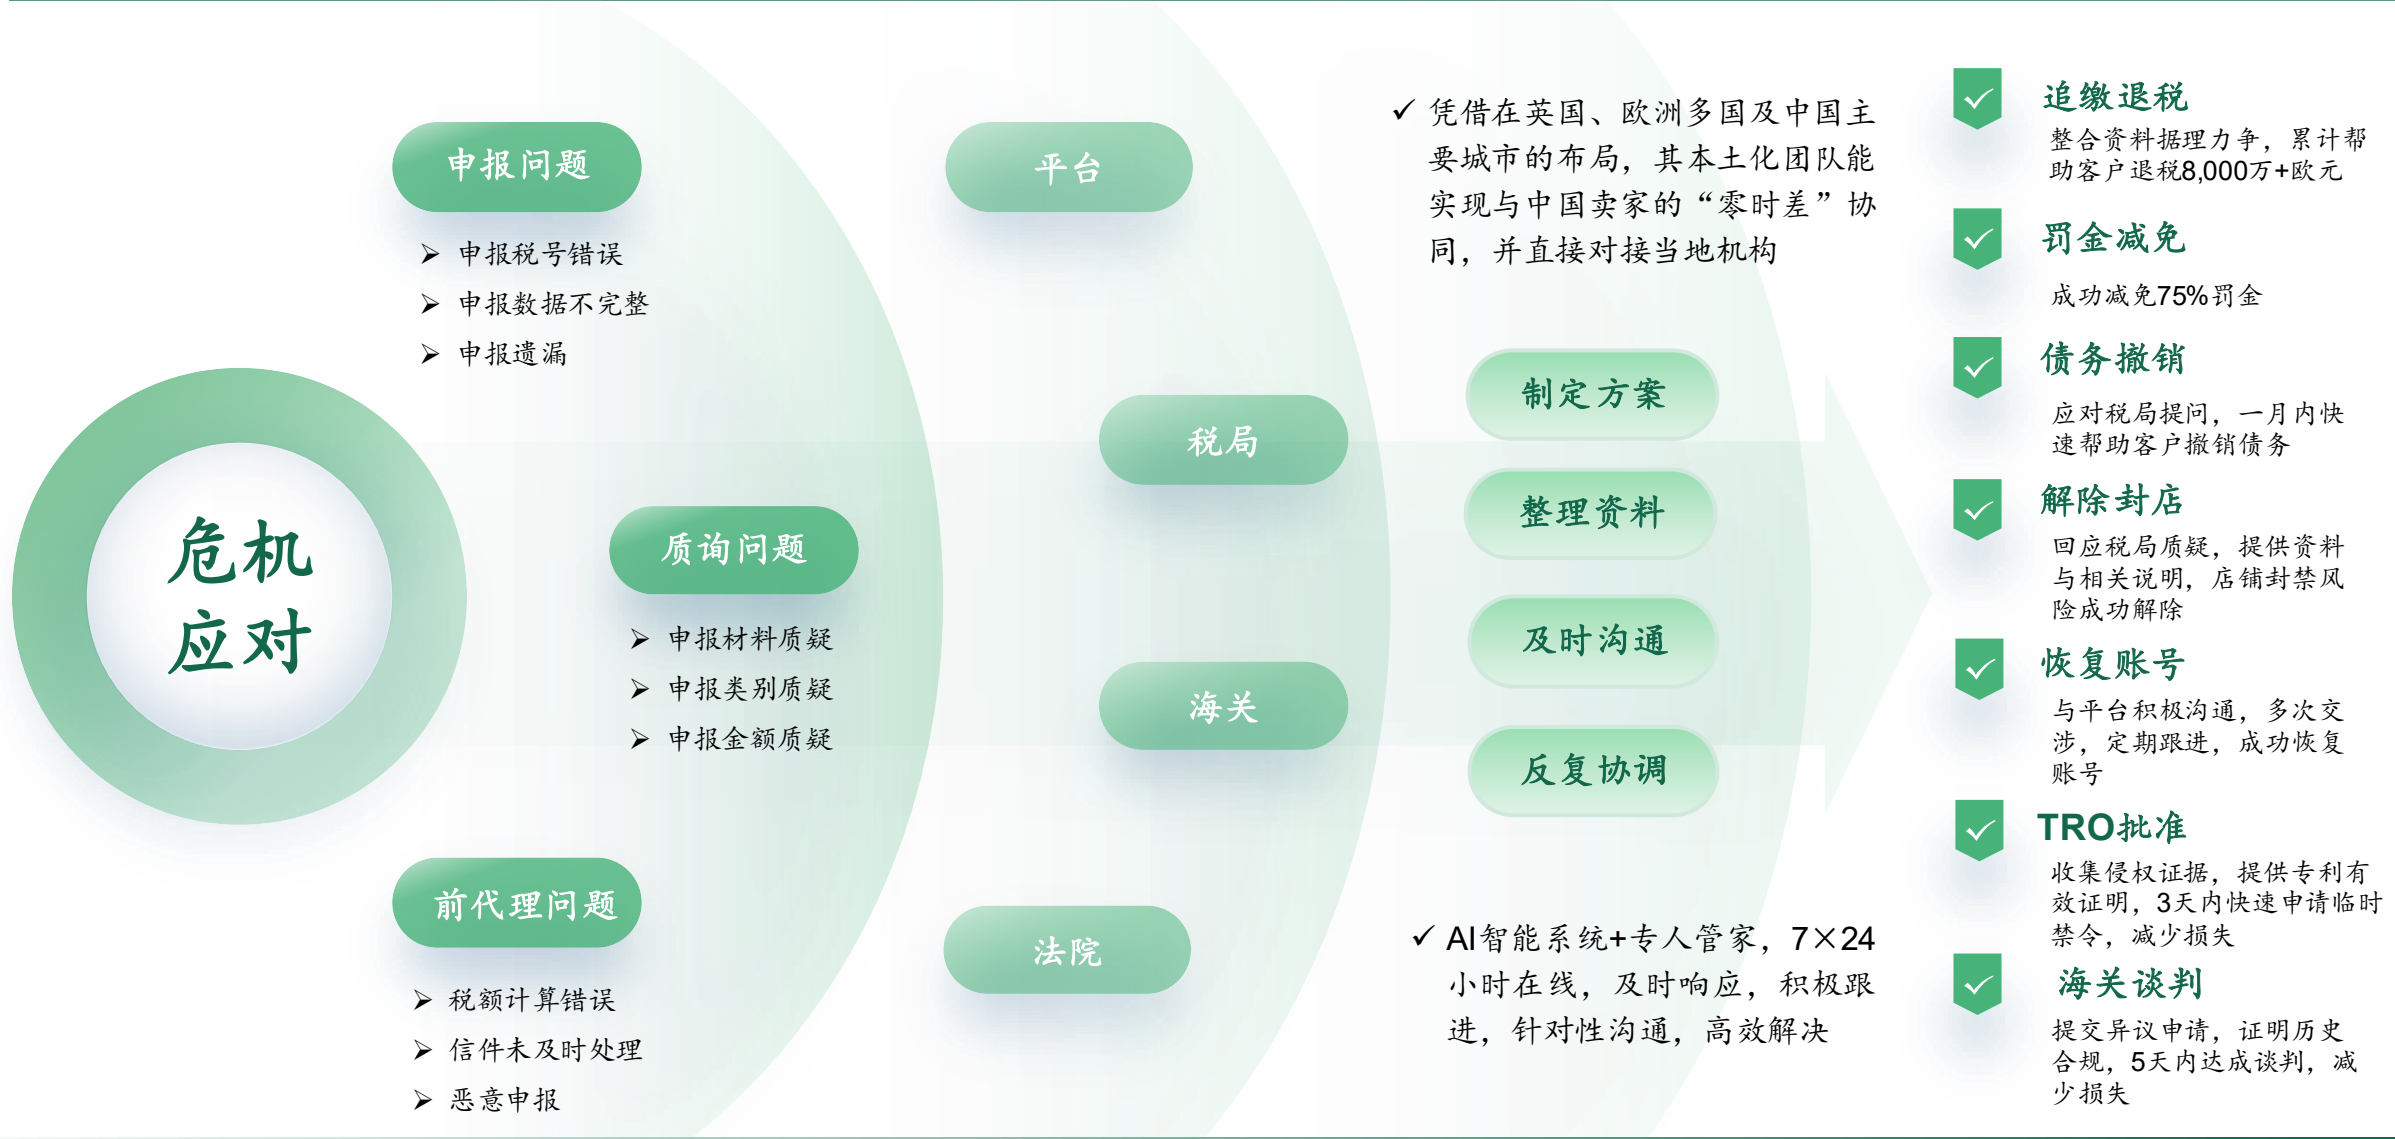 危机
应对
申报问题
申报税号错误
申报数据不完整
申报遗漏
质询问题
申报材料质疑
申报类别质疑
申报金额质疑
前代理问题
税额计算错误
信件未及时处理
恶意申报
平台
税局
海关
法院
凭借在英国、欧洲多国及中国主
要城市的布局，其本土化团队能
实现与中国卖家的“零时差”协
同，并直接对接当地机构
制定方案
整理资料
及时沟通
反复协调
AI智能系统+专人管家，7×24
小时在线，及时响应，积极跟
进，针对性沟通，高效解决
追缴退税
整合资料据理力争，累计帮
助客户退税8,000万+欧元
罚金减免
成功减免75%罚金
债务撤销
应对税局提问，一月内快
速帮助客户撤销债务
解除封店
回应税局质疑，提供资料
与相关说明，店铺封禁风
险成功解除
恢复账号
与平台积极沟通，多次交
涉，定期跟进，成功恢复
账号
TRO批准
收集侵权证据，提供专利有
效证明，3天内快速申请临时
禁令，减少损失
海关谈判
提交异议申请，证明历史
合规，5天内达成谈判，减
少损失